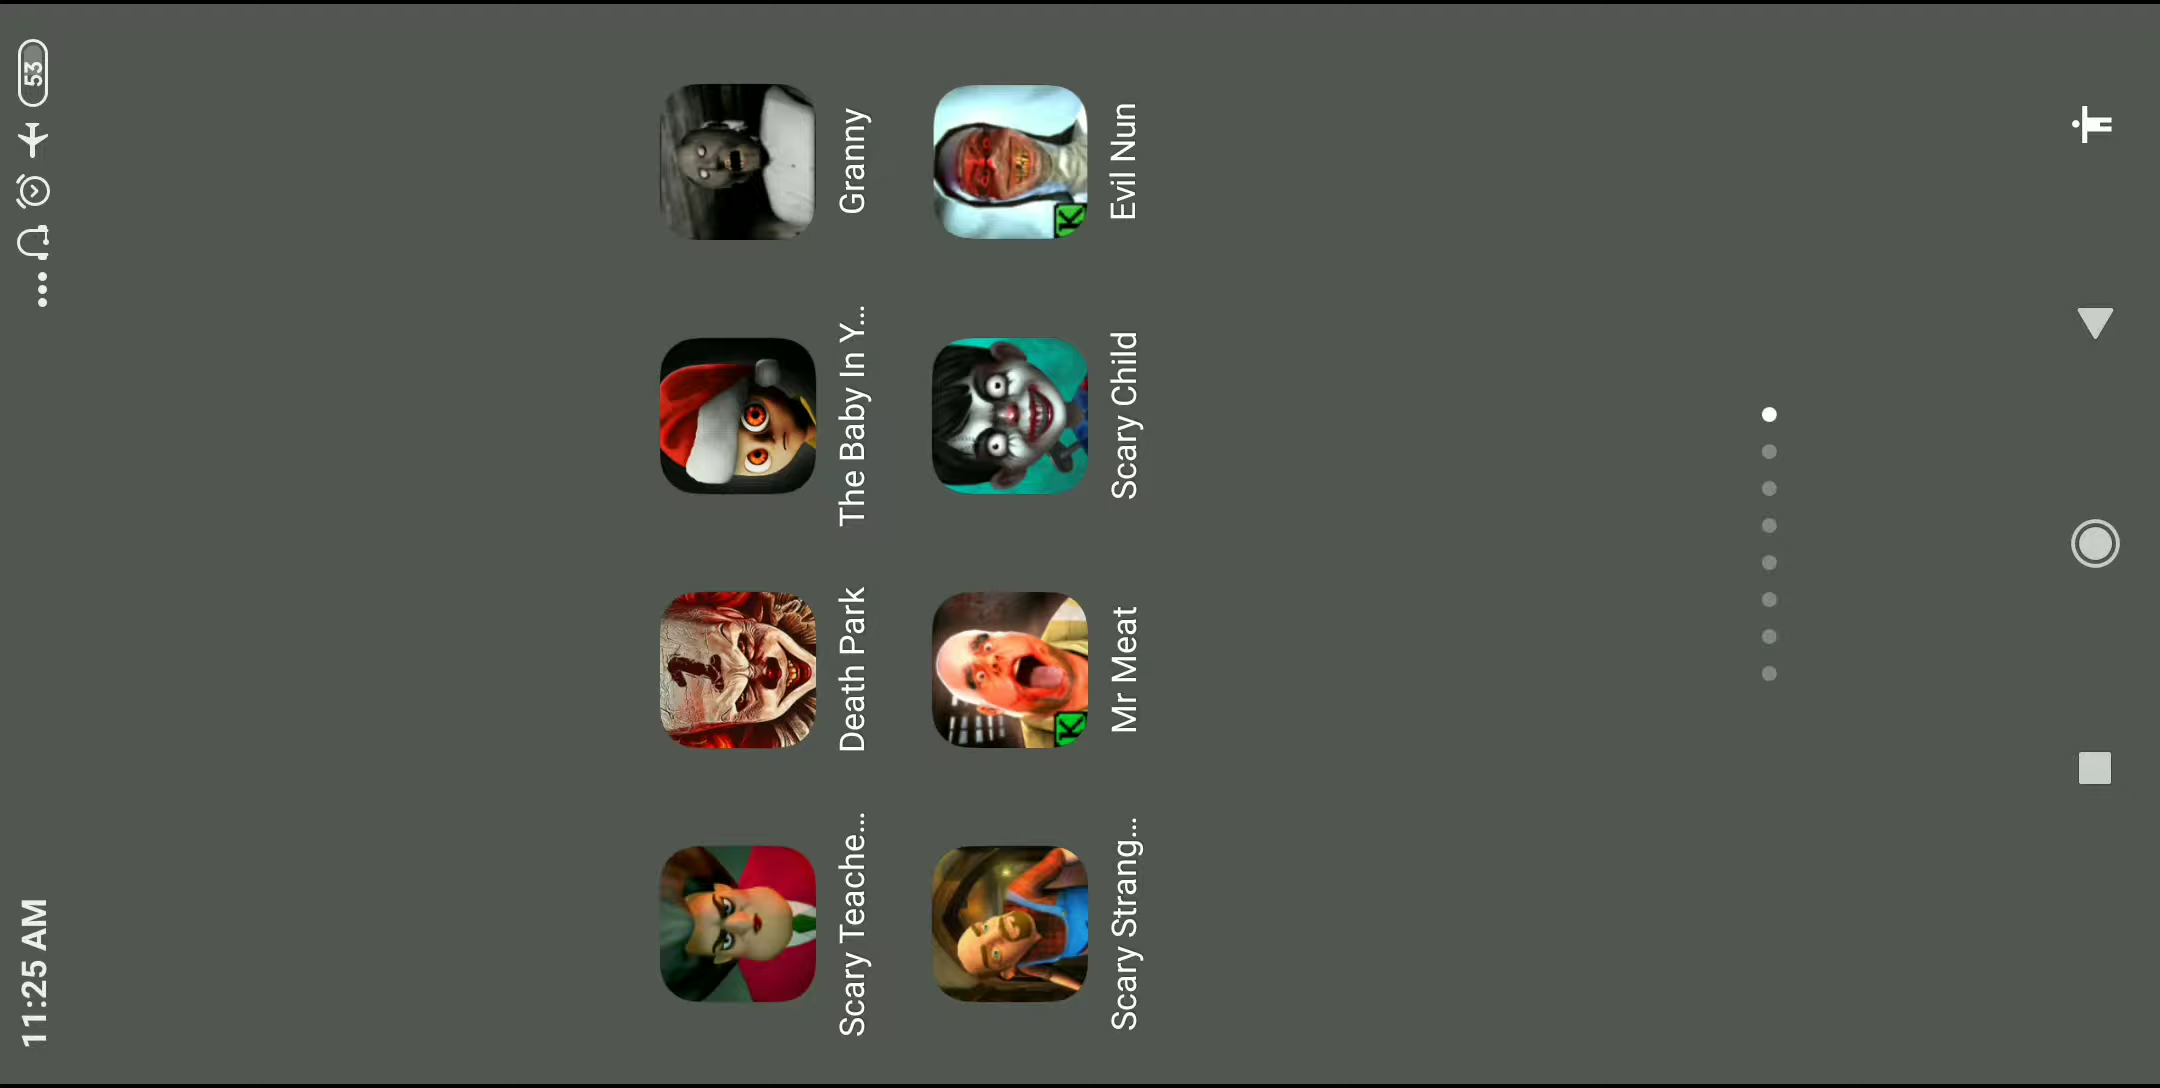 11:25 AM
53
Scary Teache...
Death Park
The Baby In Y...
Granny
Scary Strang...
Mr Meat
Scary Child
Evil Nun
K
K